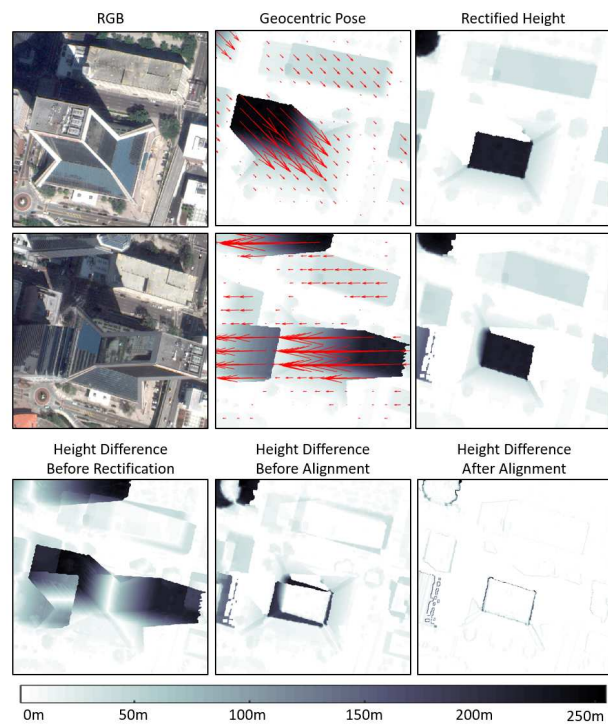 RGB
Geocentric Pose
Rectified Height
Height Difference
Before Rectification
Height Difference
Before Alignment
Height Difference
After Alignment
0m
50m
100m
150m
200m
250m